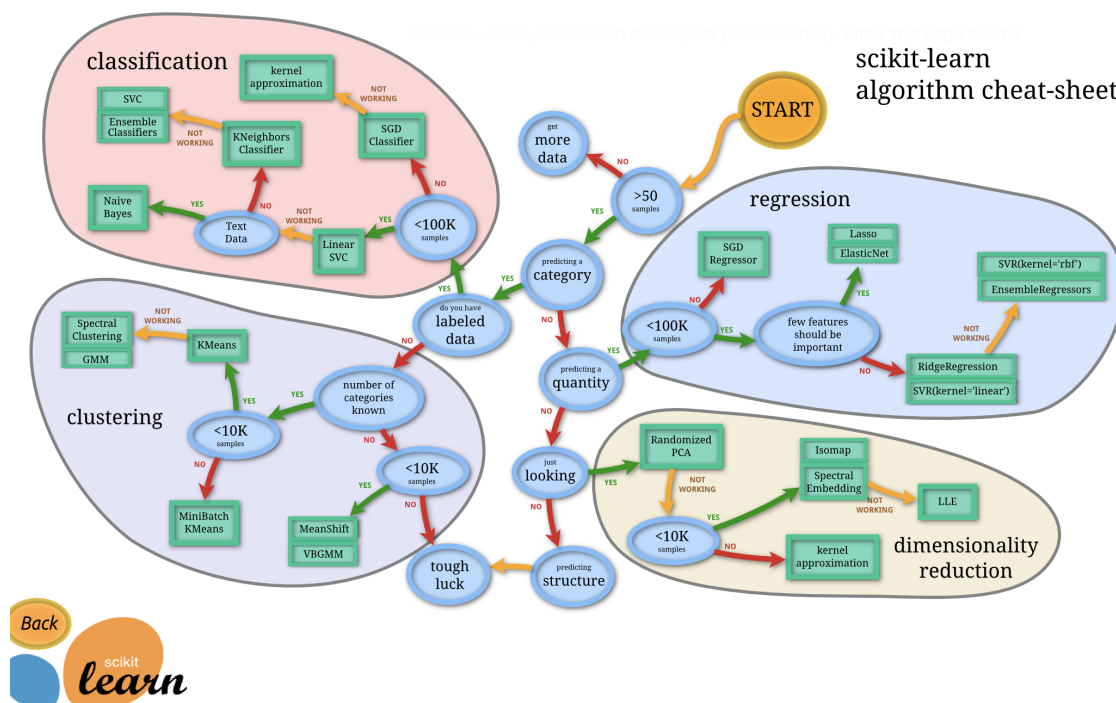 © 2007 - 2024, scikit-learn developers (BSD License). Show this page source
scikit-learn
algorithm cheat-sheet
START
>50
samples
NO
get
more
data
YES
predicting a
category
YES
NO
do you have
labeled
data
YES
NO
classification
<100K
samples
YES
NO
SGD
Classifier
NOT
WORKING
kernel
approximation
Linear
SVC
NOT
WORKING
Text
Data
YES
NO
Naive
Bayes
KNeighbors
Classifier
NOT
WORKING
SVC
Ensemble
Classifiers
clustering
number of
categories
known
YES
NO
<10K
samples
YES
NO
KMeans
NOT
WORKING
Spectral
Clustering
GMM
MiniBatch
KMeans
<10K
samples
YES
NO
MeanShift
VBGMM
tough
luck
predicting a
quantity
YES
NO
regression
<100K
samples
NO
YES
SGD
Regressor
few features
should be
important
YES
NO
Lasso
ElasticNet
RidgeRegression
SVR(kernel='linear')
NOT
WORKING
SVR(kernel='rbf')
EnsembleRegressors
just
looking
YES
NO
predicting
structure
dimensionality
reduction
Randomized
PCA
NOT
WORKING
<10K
samples
YES
NO
Isomap
Spectral
Embedding
NOT
WORKING
LLE
kernel
approximation
Back
scikit
learn